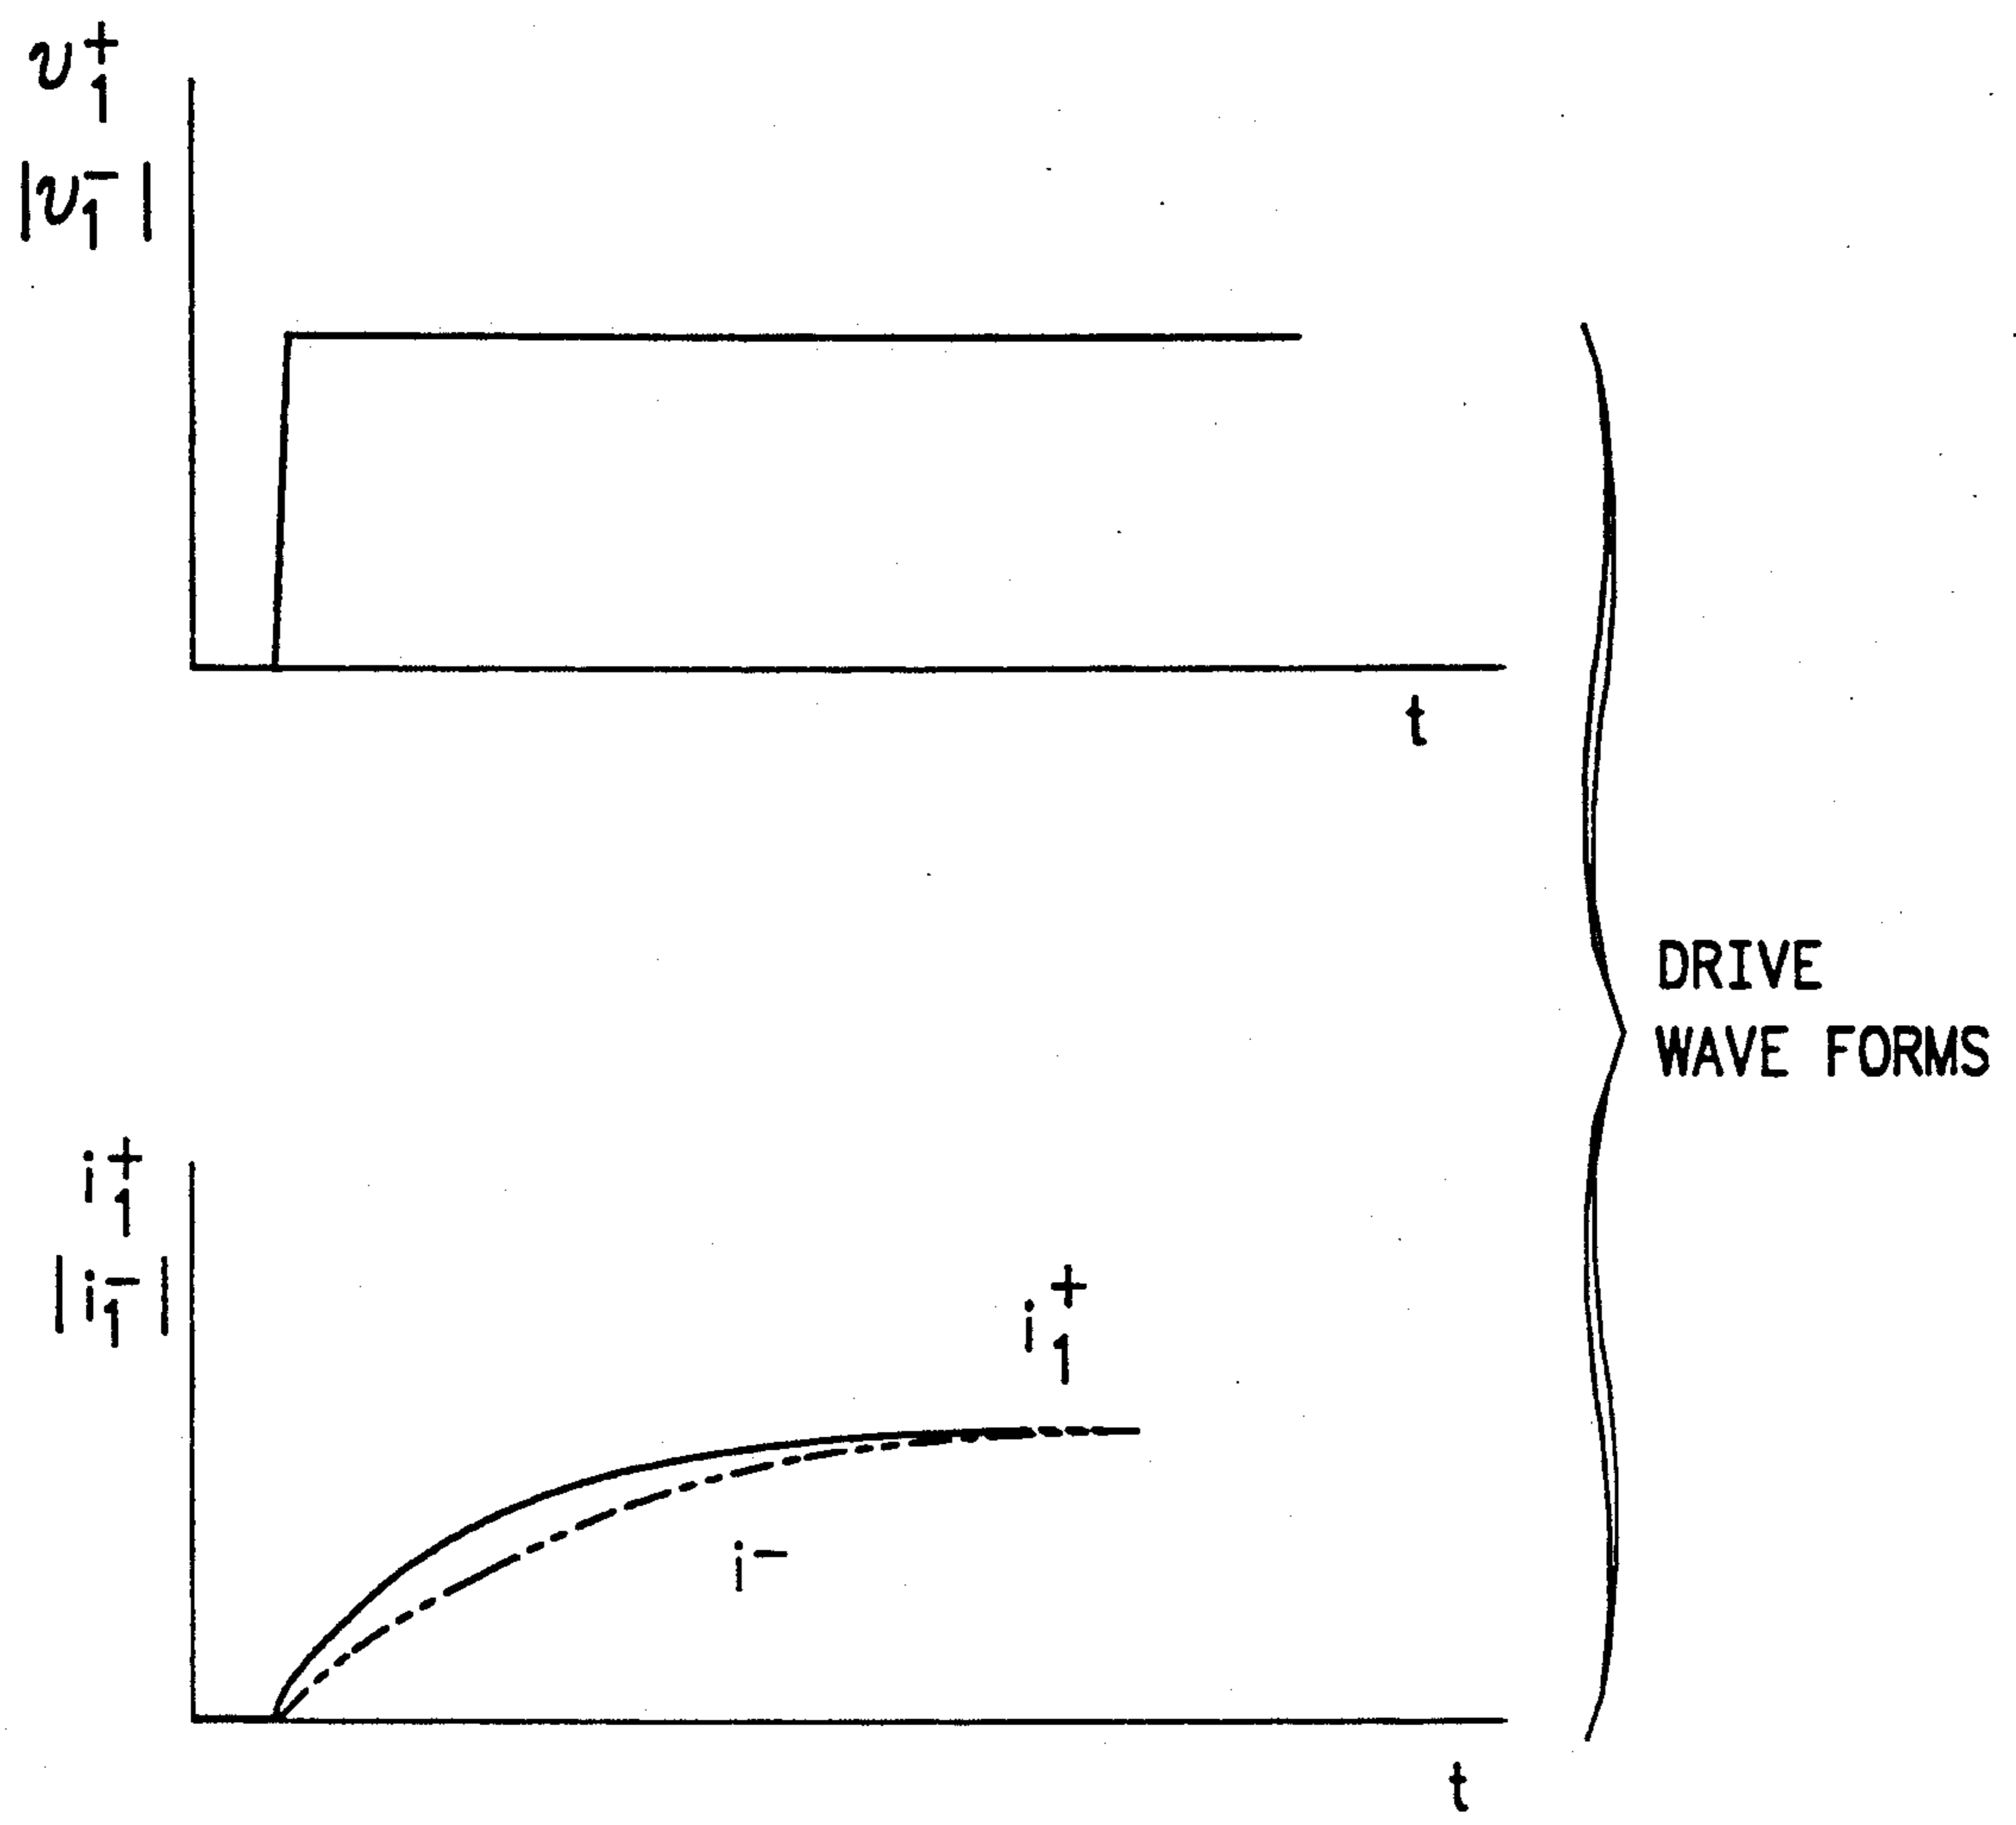 v₁⁺
|v₁⁻|
t
DRIVE
WAVE FORMS
i₁⁺
|i₁⁻|
i₁⁺
i⁻
t